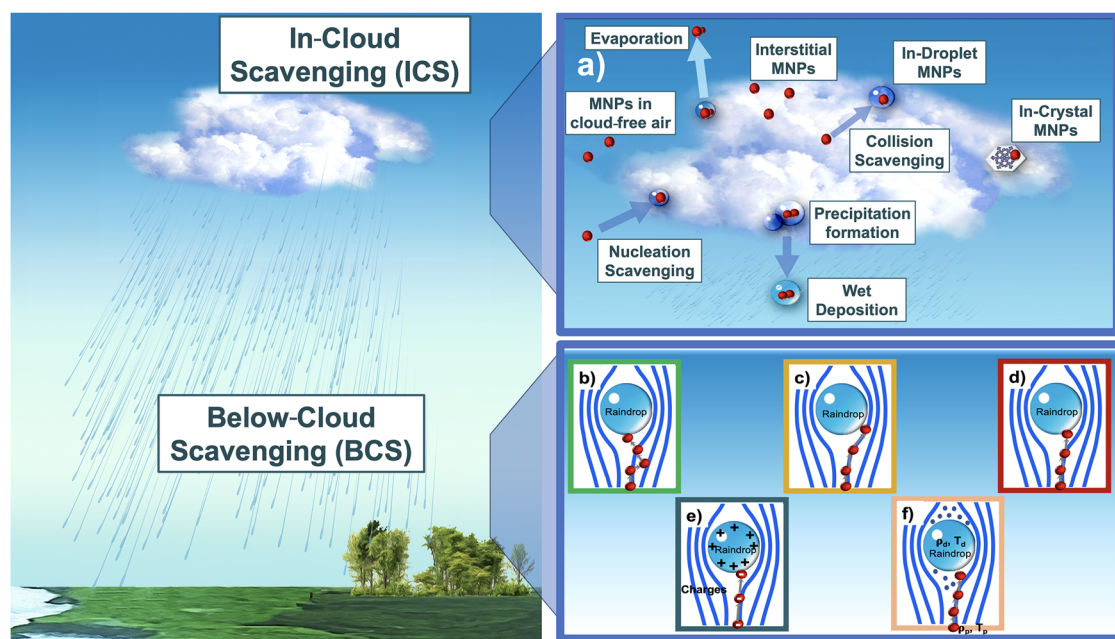 In-Cloud
Scavenging (ICS)
Below-Cloud
Scavenging (BCS)
a)
Evaporation
Interstitial
MNPs
In-Droplet
MNPs
MNPs in
cloud-free air
In-Crystal
MNPs
Collision
Scavenging
Precipitation
formation
Nucleation
Scavenging
Wet
Deposition
b)
Raindrop
c)
Raindrop
d)
Raindrop
e)
+ + + + + + + + +
Raindrop
Charges
f)
ρd, Td
Raindrop
ρp, Tp